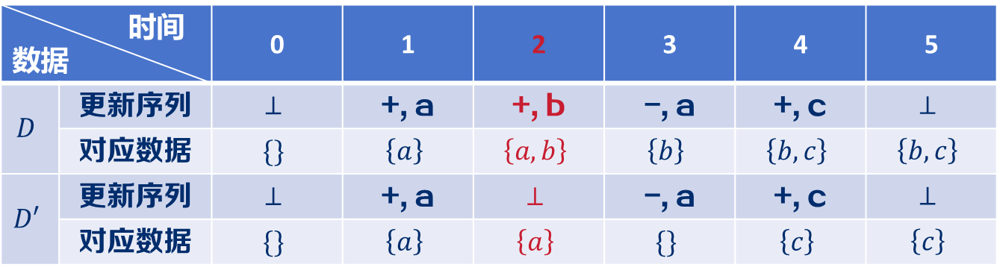 时间
数据 0 1 2 3 4 5
D 更新序列 ⊥ +, a +, b −, a +, c ⊥
对应数据 {} {a} {a, b} {b} {b, c} {b, c}
D′ 更新序列 ⊥ +, a ⊥ −, a +, c ⊥
对应数据 {} {a} {a} {} {c} {c}